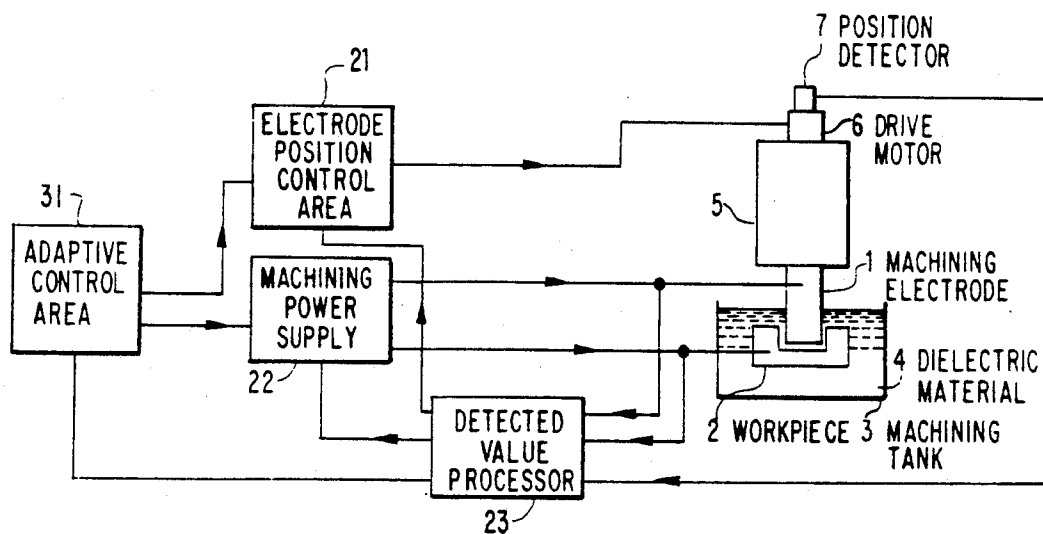 7 POSITION
DETECTOR
21
ELECTRODE
POSITION
CONTROL
AREA
6 DRIVE
MOTOR
31
5
ADAPTIVE
CONTROL
AREA
MACHINING
POWER
SUPPLY
1 MACHINING
ELECTRODE
22
4 DIELECTRIC
MATERIAL
DETECTED
VALUE
PROCESSOR
2 WORKPIECE
3 MACHINING
TANK
23